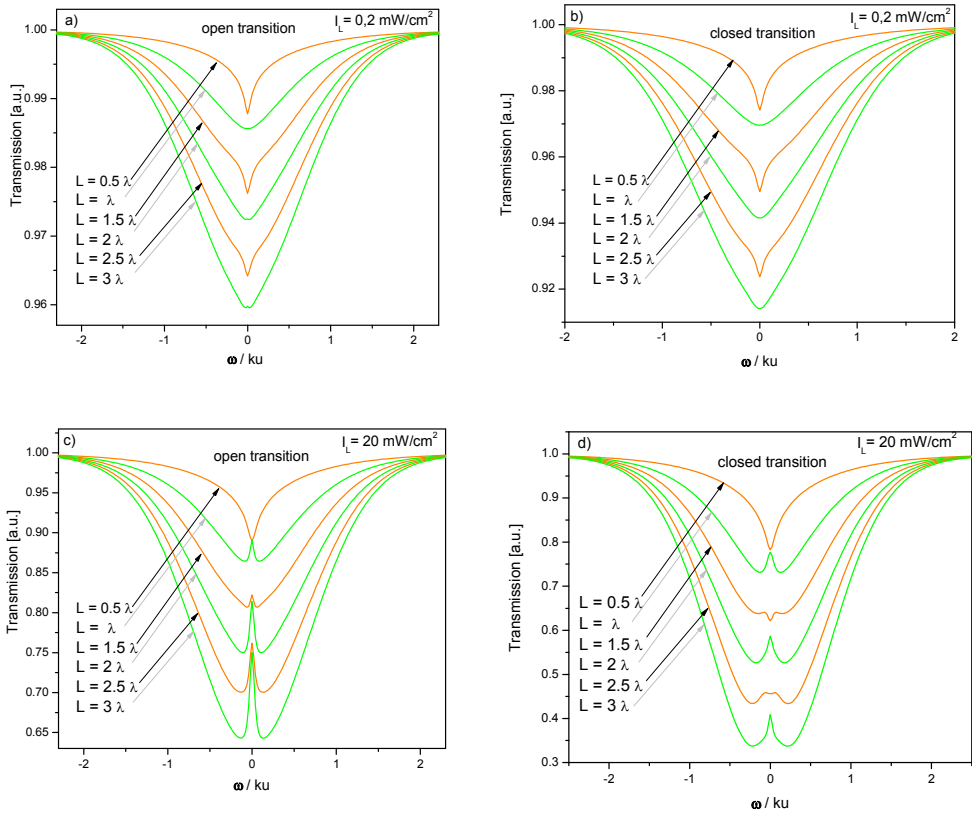 a)
open transition
I_L = 0,2 mW/cm²
Transmission [a.u.]
1.00
0.99
0.98
0.97
0.96
L = 0.5 λ
L = λ
L = 1.5 λ
L = 2 λ
L = 2.5 λ
L = 3 λ
-2 -1 0 1 2
ω / ku
b)
closed transition
I_L = 0,2 mW/cm²
Transmission [a.u.]
1.00
0.98
0.96
0.94
0.92
L = 0.5 λ
L = λ
L = 1.5 λ
L = 2 λ
L = 2.5 λ
L = 3 λ
-2 -1 0 1 2
ω / ku
c)
open transition
I_L = 20 mW/cm²
Transmission [a.u.]
1.00
0.95
0.90
0.85
0.80
0.75
0.70
0.65
L = 0.5 λ
L = λ
L = 1.5 λ
L = 2 λ
L = 2.5 λ
L = 3 λ
-2 -1 0 1 2
ω / ku
d)
closed transition
I_L = 20 mW/cm²
Transmission [a.u.]
1.0
0.9
0.8
0.7
0.6
0.5
0.4
0.3
L = 0.5 λ
L = λ
L = 1.5 λ
L = 2 λ
L = 2.5 λ
L = 3 λ
-2 -1 0 1 2
ω / ku